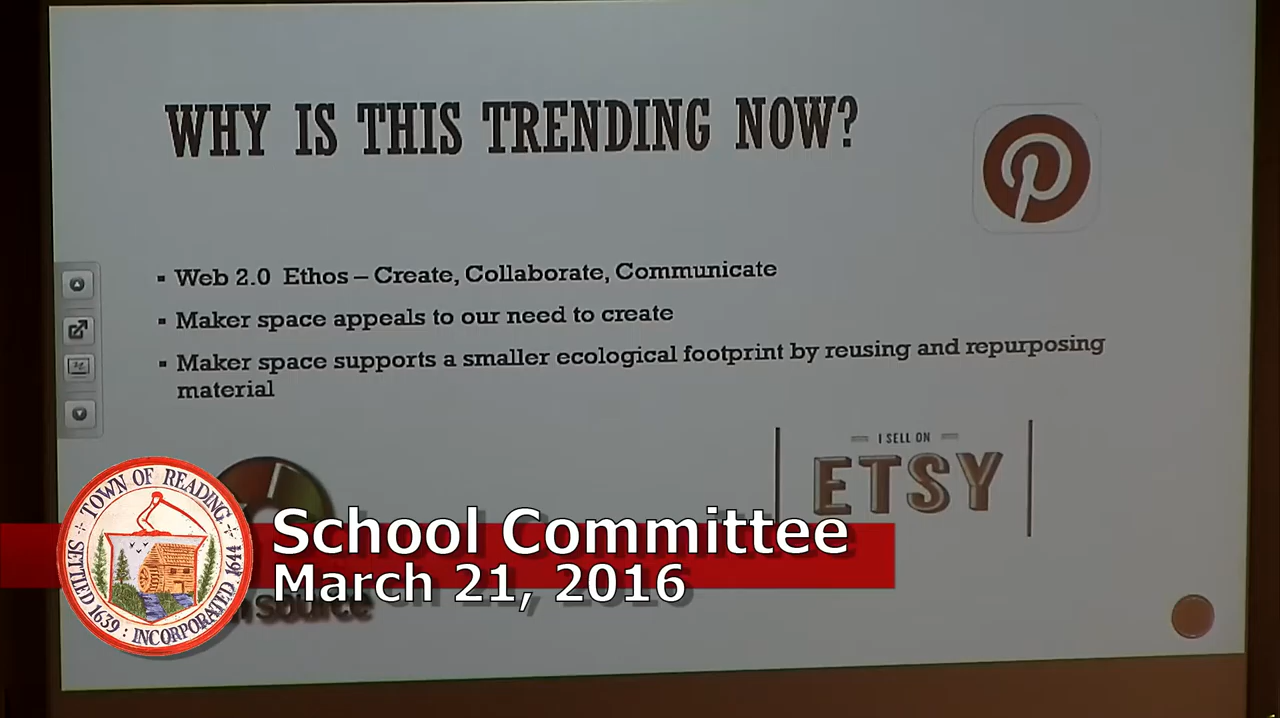 WHY IS THIS TRENDING NOW?
▪ Web 2.0 Ethos – Create, Collaborate, Communicate
▪ Maker space appeals to our need to create
▪ Maker space supports a smaller ecological footprint by reusing and repurposing
material
I SELL ON
ETSY
TOWN OF READING
SETTLED 1639 : INCORPORATED 1644
School Committee
March 21, 2016
source